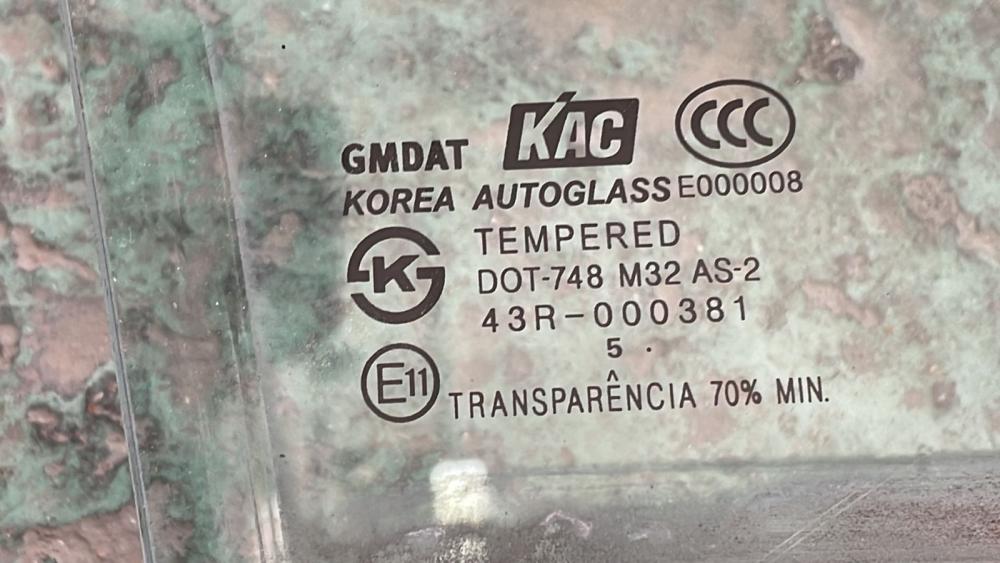 GMDAT KAC CCC
KOREA AUTOGLASS E000008
TEMPERED
K DOT-748 M32 AS-2
43R-000381
5 .
E11 TRANSPARÊNCIA 70% MIN.